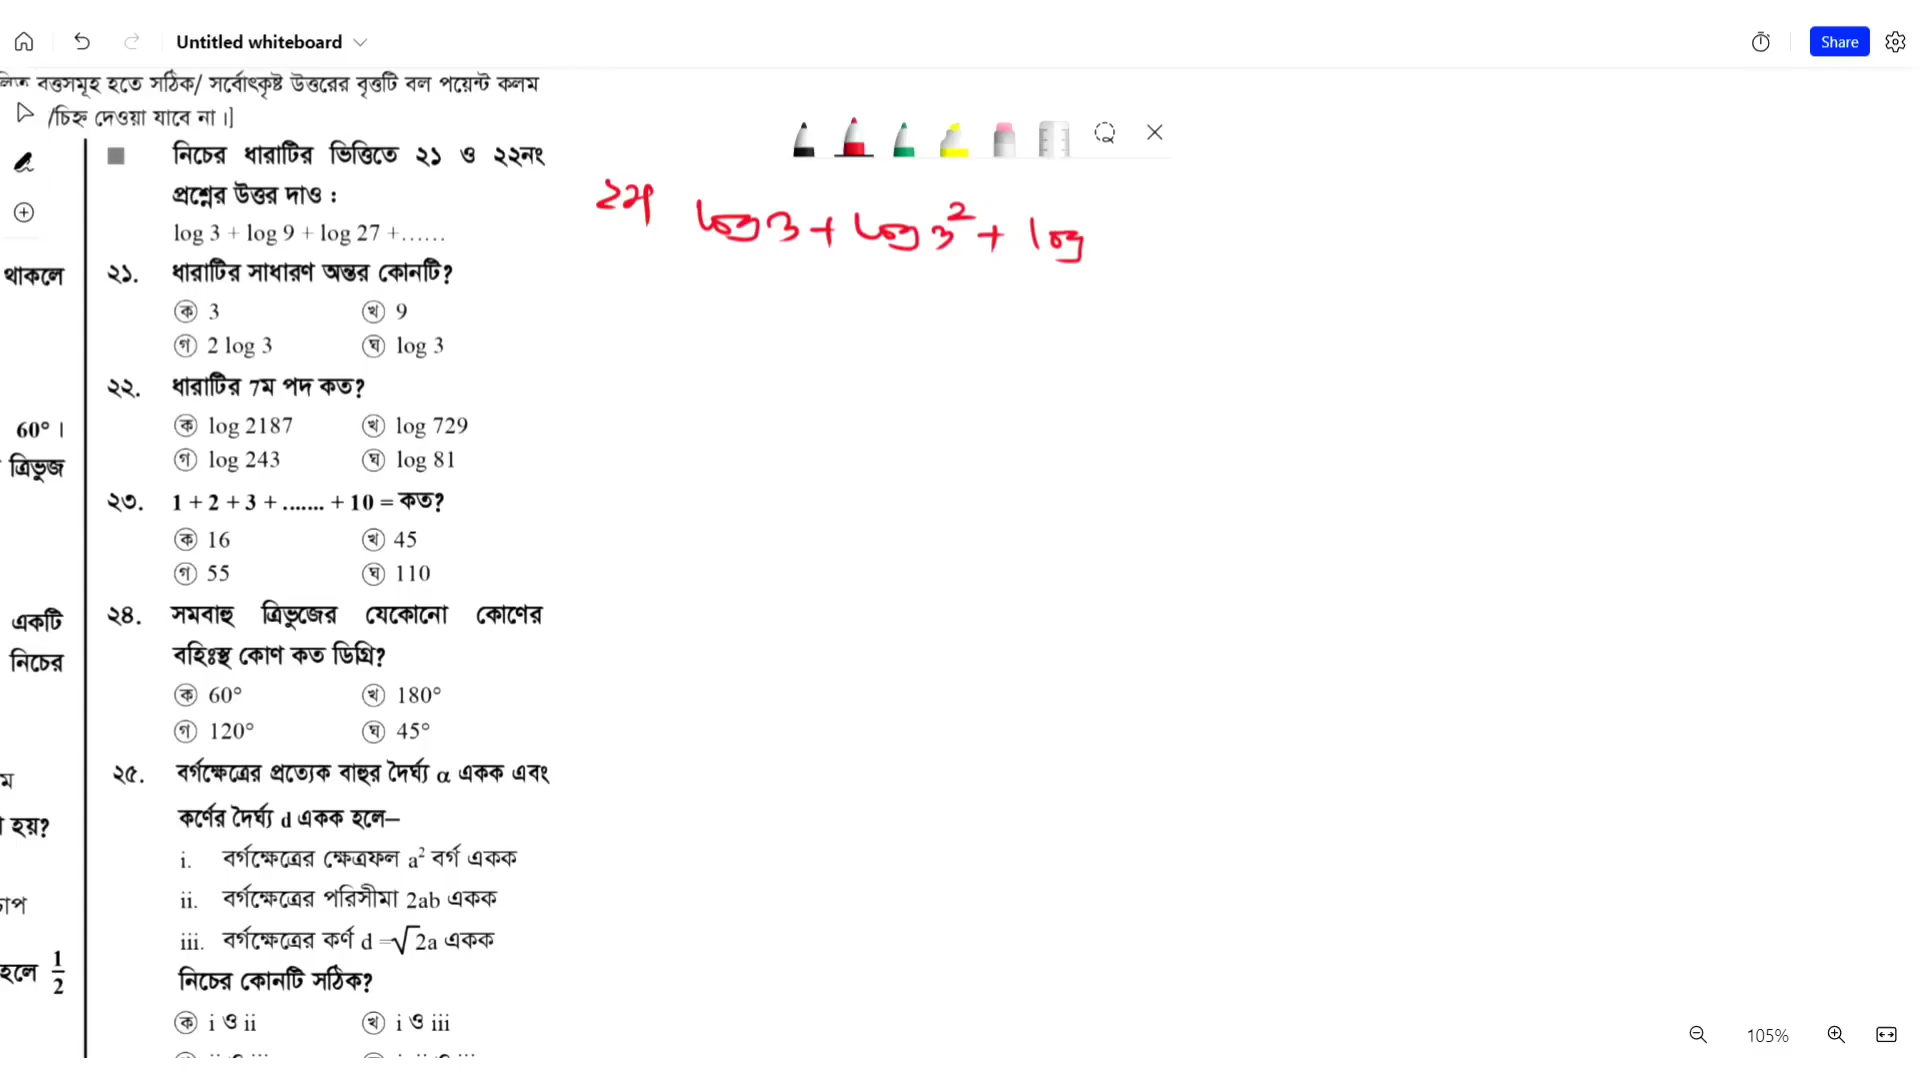 Untitled whiteboard
Share
বৃত্তসমূহ হতে সঠিক/ সর্বোৎকৃষ্ট উত্তরের বৃত্তটি বল পয়েন্ট কলম
/চিহ্ন দেওয়া যাবে না।]
নিচের ধারাটির ভিত্তিতে ২১ ও ২২নং
প্রশ্নের উত্তর দাও :
log 3 + log 9 + log 27 +......
log 3 + log 3² + log
থাকলে
২১. ধারাটির সাধারণ অন্তর কোনটি?
ক 3 খ 9
গ 2 log 3 ঘ log 3
২২. ধারাটির 7ম পদ কত?
ক log 2187 খ log 729
60° ।
গ log 243 ঘ log 81
ত্রিভুজ
২৩. 1 + 2 + 3 + ....... + 10 = কত?
ক 16 খ 45
গ 55 ঘ 110
একটি
২৪. সমবাহু ত্রিভুজের যেকোনো কোণের
নিচের
বহিঃস্থ কোণ কত ডিগ্রি?
ক 60° খ 180°
গ 120° ঘ 45°
ম
২৫. বর্গক্ষেত্রের প্রত্যেক বাহুর দৈর্ঘ্য α একক এবং
হয়?
কর্ণের দৈর্ঘ্য d একক হলে–
i. বর্গক্ষেত্রের ক্ষেত্রফল a² বর্গ একক
চাপ
ii. বর্গক্ষেত্রের পরিসীমা 2ab একক
iii. বর্গক্ষেত্রের কর্ণ d =√2a একক
হলে 1/2
নিচের কোনটি সঠিক?
ক i ও ii খ i ও iii
105%